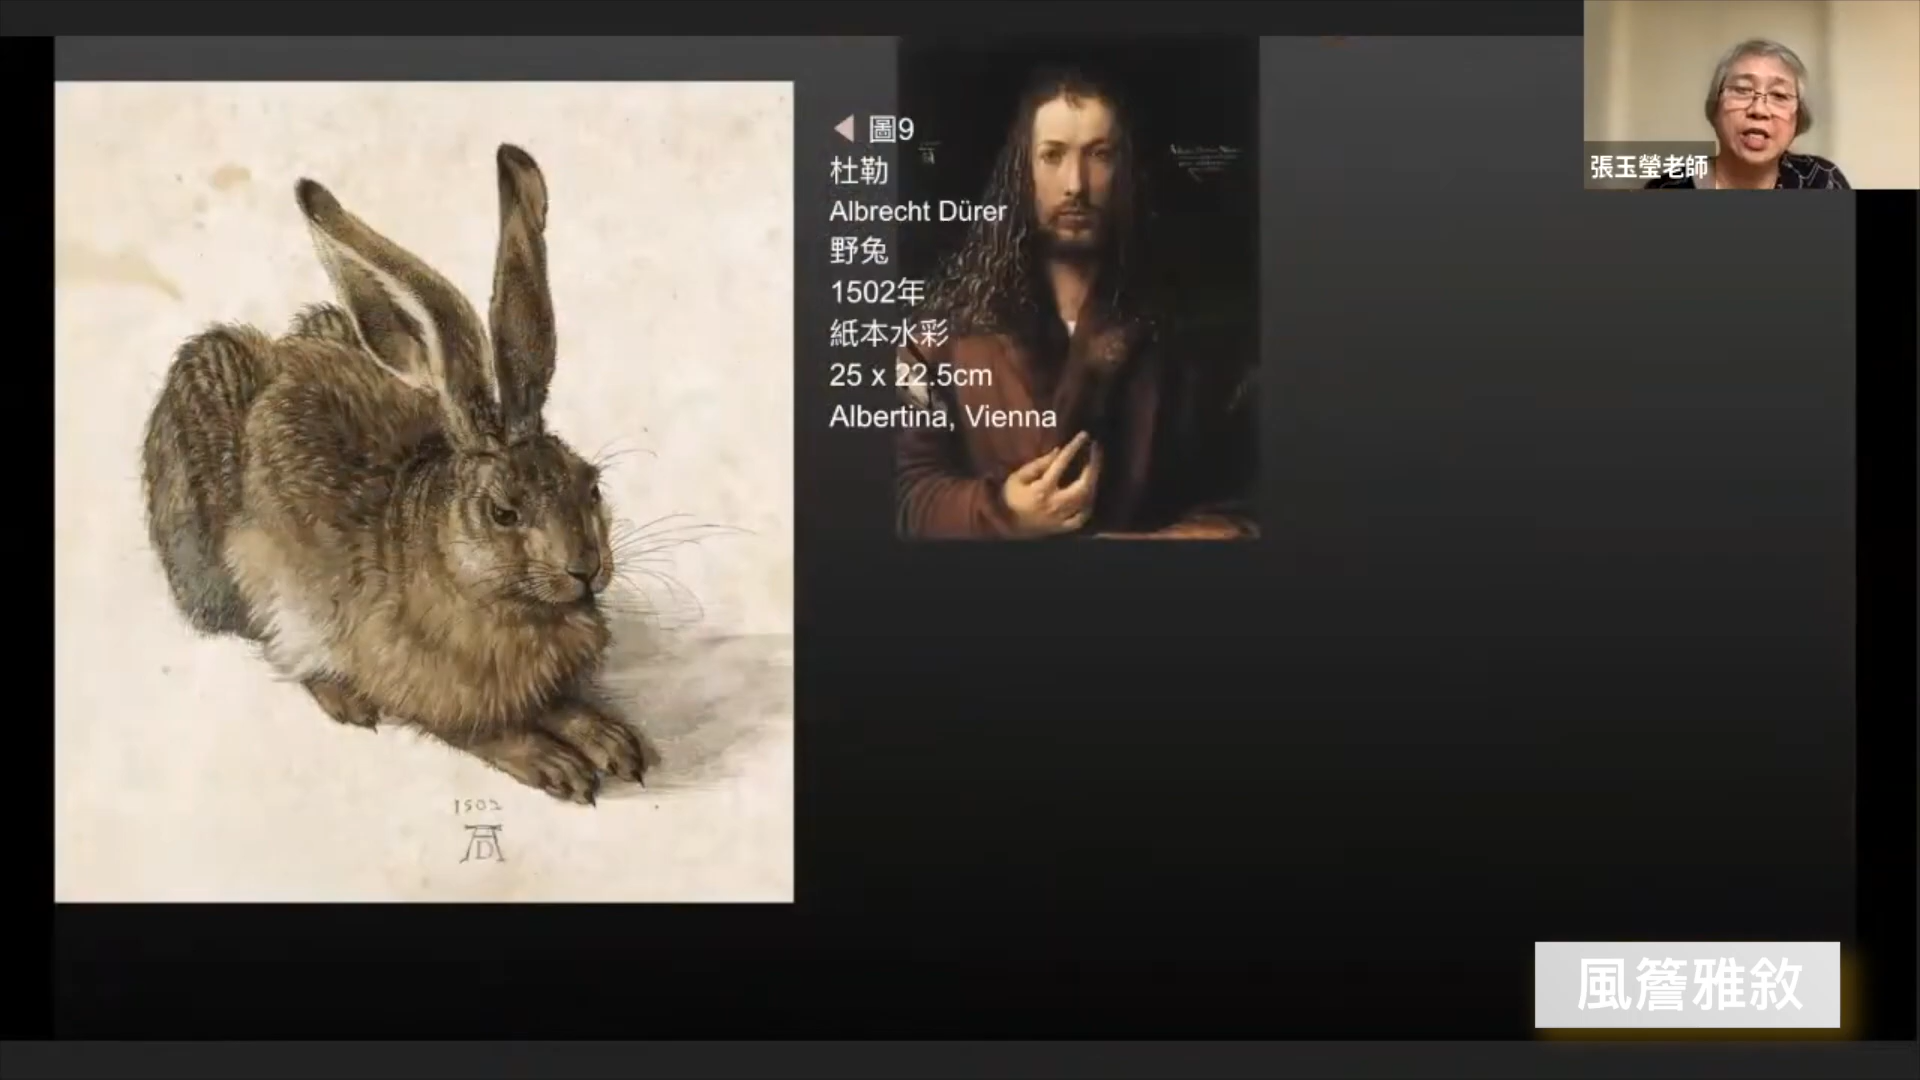 圖9
杜勒
Albrecht Dürer
野兔
1502年
紙本水彩
25 x 22.5cm
Albertina, Vienna
張玉瑩老師
1502
AD
風簷雅敘